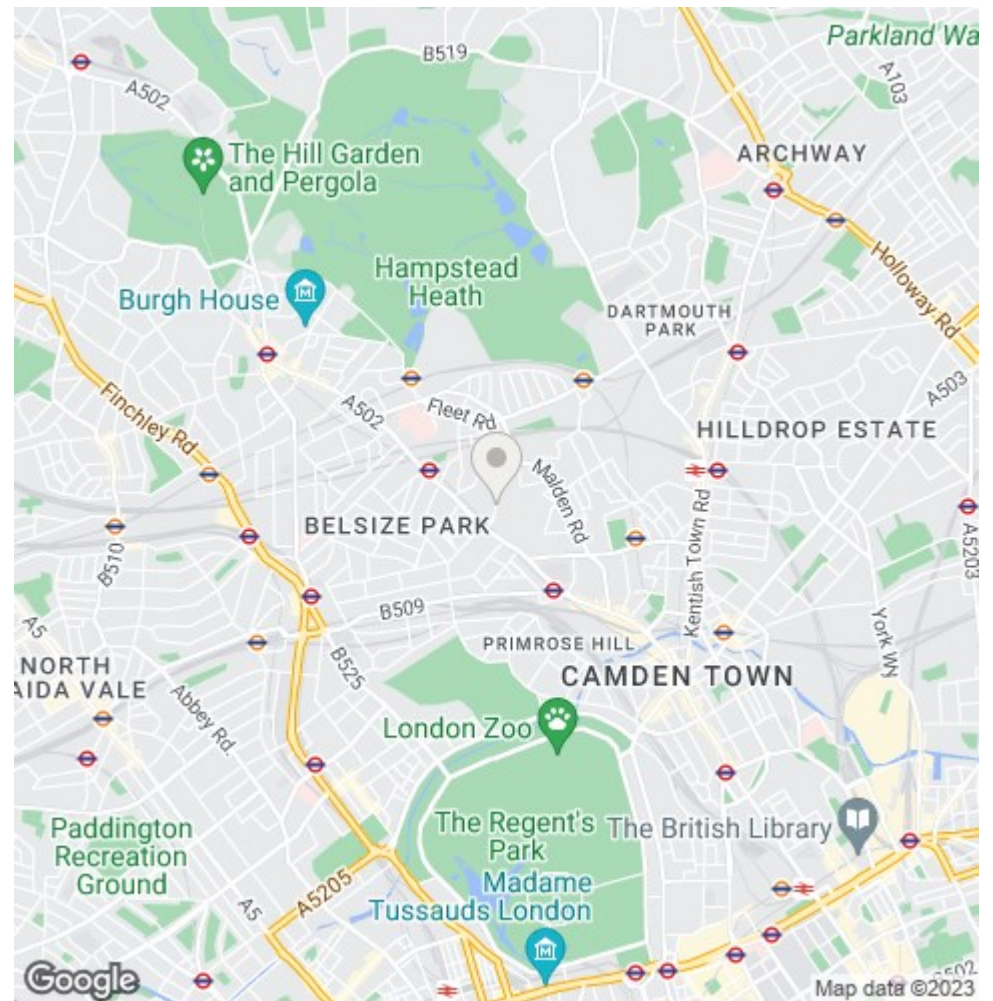 Parkland Wa
B519
A103
A502
The Hill Garden
and Pergola
ARCHWAY
Holloway Rd
Hampstead
Heath
Burgh House
DARTMOUTH
PARK
A503
Finchley Rd
A502
Fleet Rd
HILLDROP ESTATE
Malden Rd
BELSIZE PARK
Kentish Town Rd
A5203
B510
B509
A5
York Wy
PRIMROSE HILL
NORTH
AIDA VALE
B525
CAMDEN TOWN
Abbey Rd.
London Zoo
Paddington
Recreation
Ground
The Regent's
Park
The British Library
A5205
Madame
Tussauds London
A5
502
Google
Map data ©2023